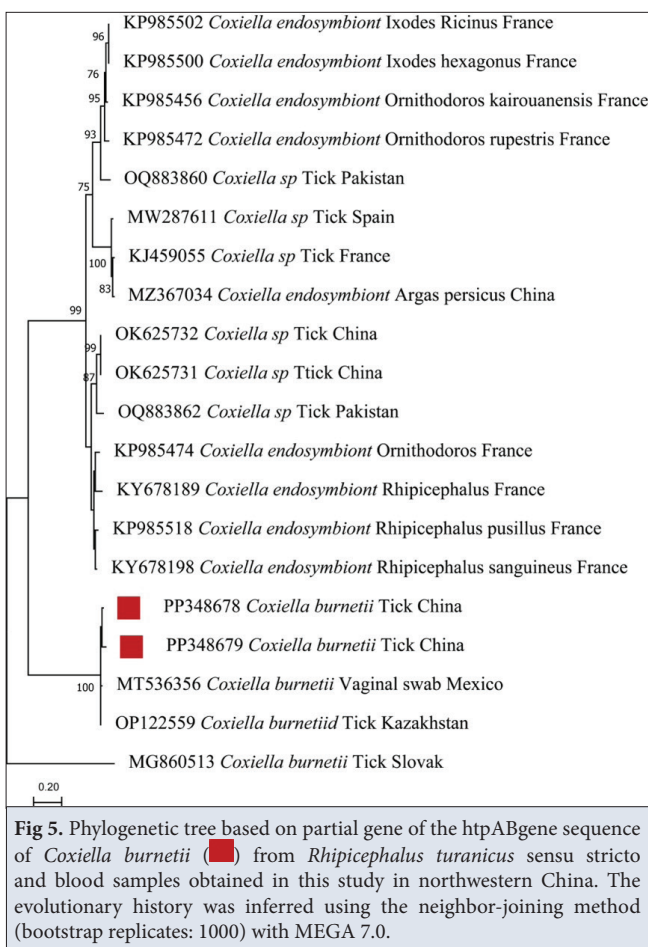 KP985502 Coxiella endosymbiont Ixodes Ricinus France
96
KP985500 Coxiella endosymbiont Ixodes hexagonus France
76
95
KP985456 Coxiella endosymbiont Ornithodoros kairouanensis France
93
KP985472 Coxiella endosymbiont Ornithodoros rupestris France
OQ883860 Coxiella sp Tick Pakistan
75
MW287611 Coxiella sp Tick Spain
KJ459055 Coxiella sp Tick France
100
83
MZ367034 Coxiella endosymbiont Argas persicus China
99
OK625732 Coxiella sp Tick China
99
OK625731 Coxiella sp Ttick China
87
OQ883862 Coxiella sp Tick Pakistan
KP985474 Coxiella endosymbiont Ornithodoros France
KY678189 Coxiella endosymbiont Rhipicephalus France
KP985518 Coxiella endosymbiont Rhipicephalus pusillus France
KY678198 Coxiella endosymbiont Rhipicephalus sanguineus France
PP348678 Coxiella burnetii Tick China
PP348679 Coxiella burnetii Tick China
MT536356 Coxiella burnetii Vaginal swab Mexico
100
OP122559 Coxiella burnetiid Tick Kazakhstan
MG860513 Coxiella burnetii Tick Slovak
0.20
Fig 5. Phylogenetic tree based on partial gene of the htpABgene sequence
of Coxiella burnetii ( ) from Rhipicephalus turanicus sensu stricto
and blood samples obtained in this study in northwestern China. The
evolutionary history was inferred using the neighbor-joining method
(bootstrap replicates: 1000) with MEGA 7.0.